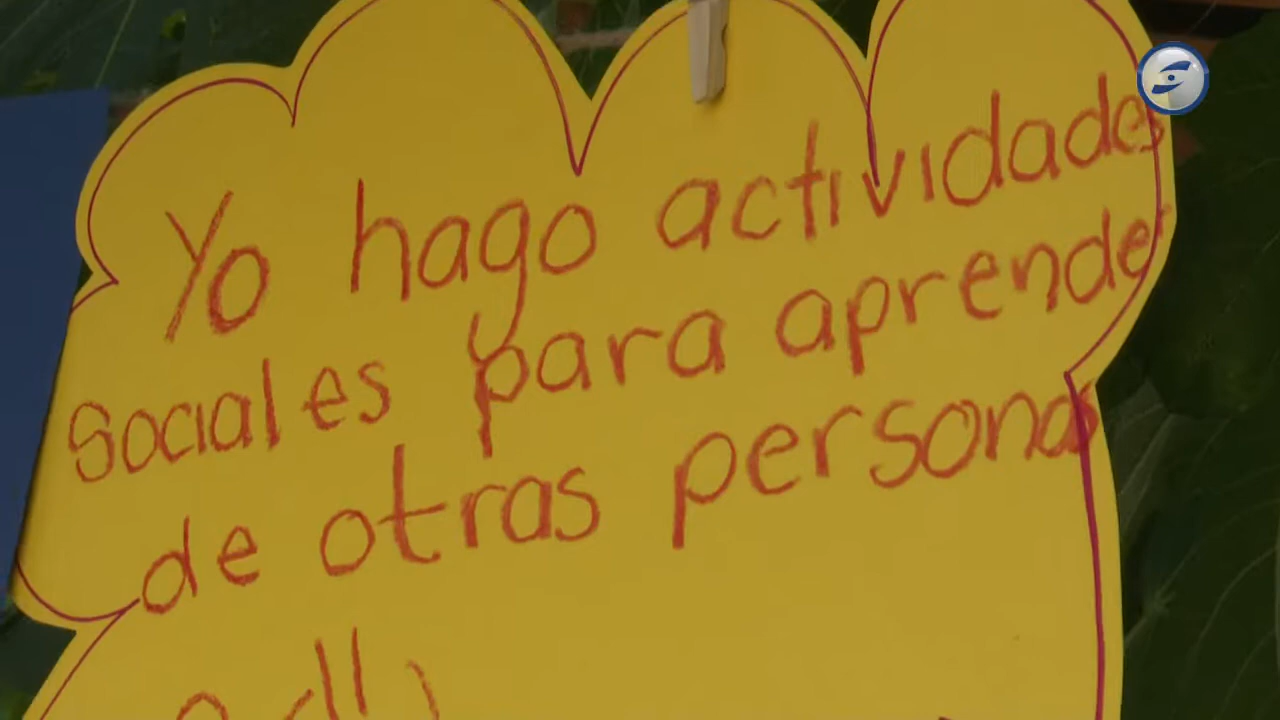 Yo hago actividades
sociales para aprender
de otras personas